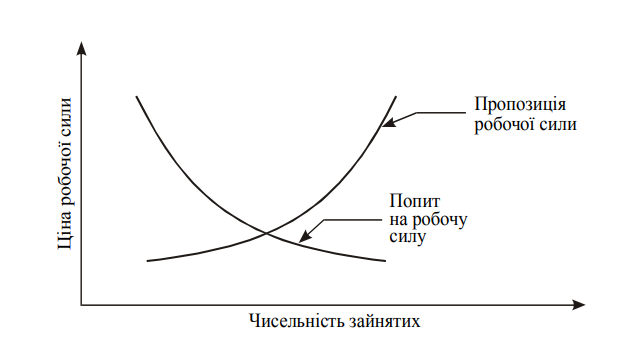 Ціна робочої сили
Пропозиція
робочої сили
Попит
на робочу
силу
Чисельність зайнятих